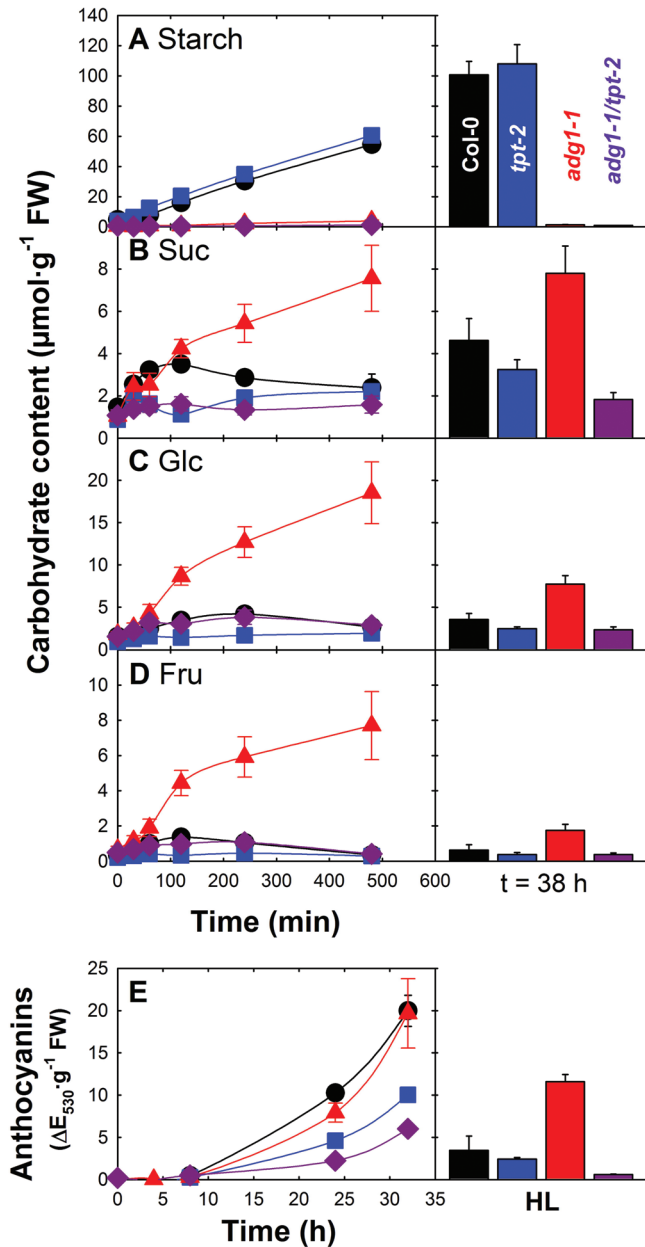 A Starch
140
120
100
80
60
40
20
0
Col-0
tpt-2
adg1-1
adg1-1/tpt-2
Carbohydrate content (µmol·g-1 FW)
B Suc
8
6
4
2
0
C Glc
20
15
10
5
0
D Fru
10
8
6
4
2
0
0 100 200 300 400 500 600
Time (min)
t = 38 h
E
Anthocyanins
(ΔE530·g-1 FW)
25
20
15
10
5
0
0 5 10 15 20 25 30 35
Time (h)
HL